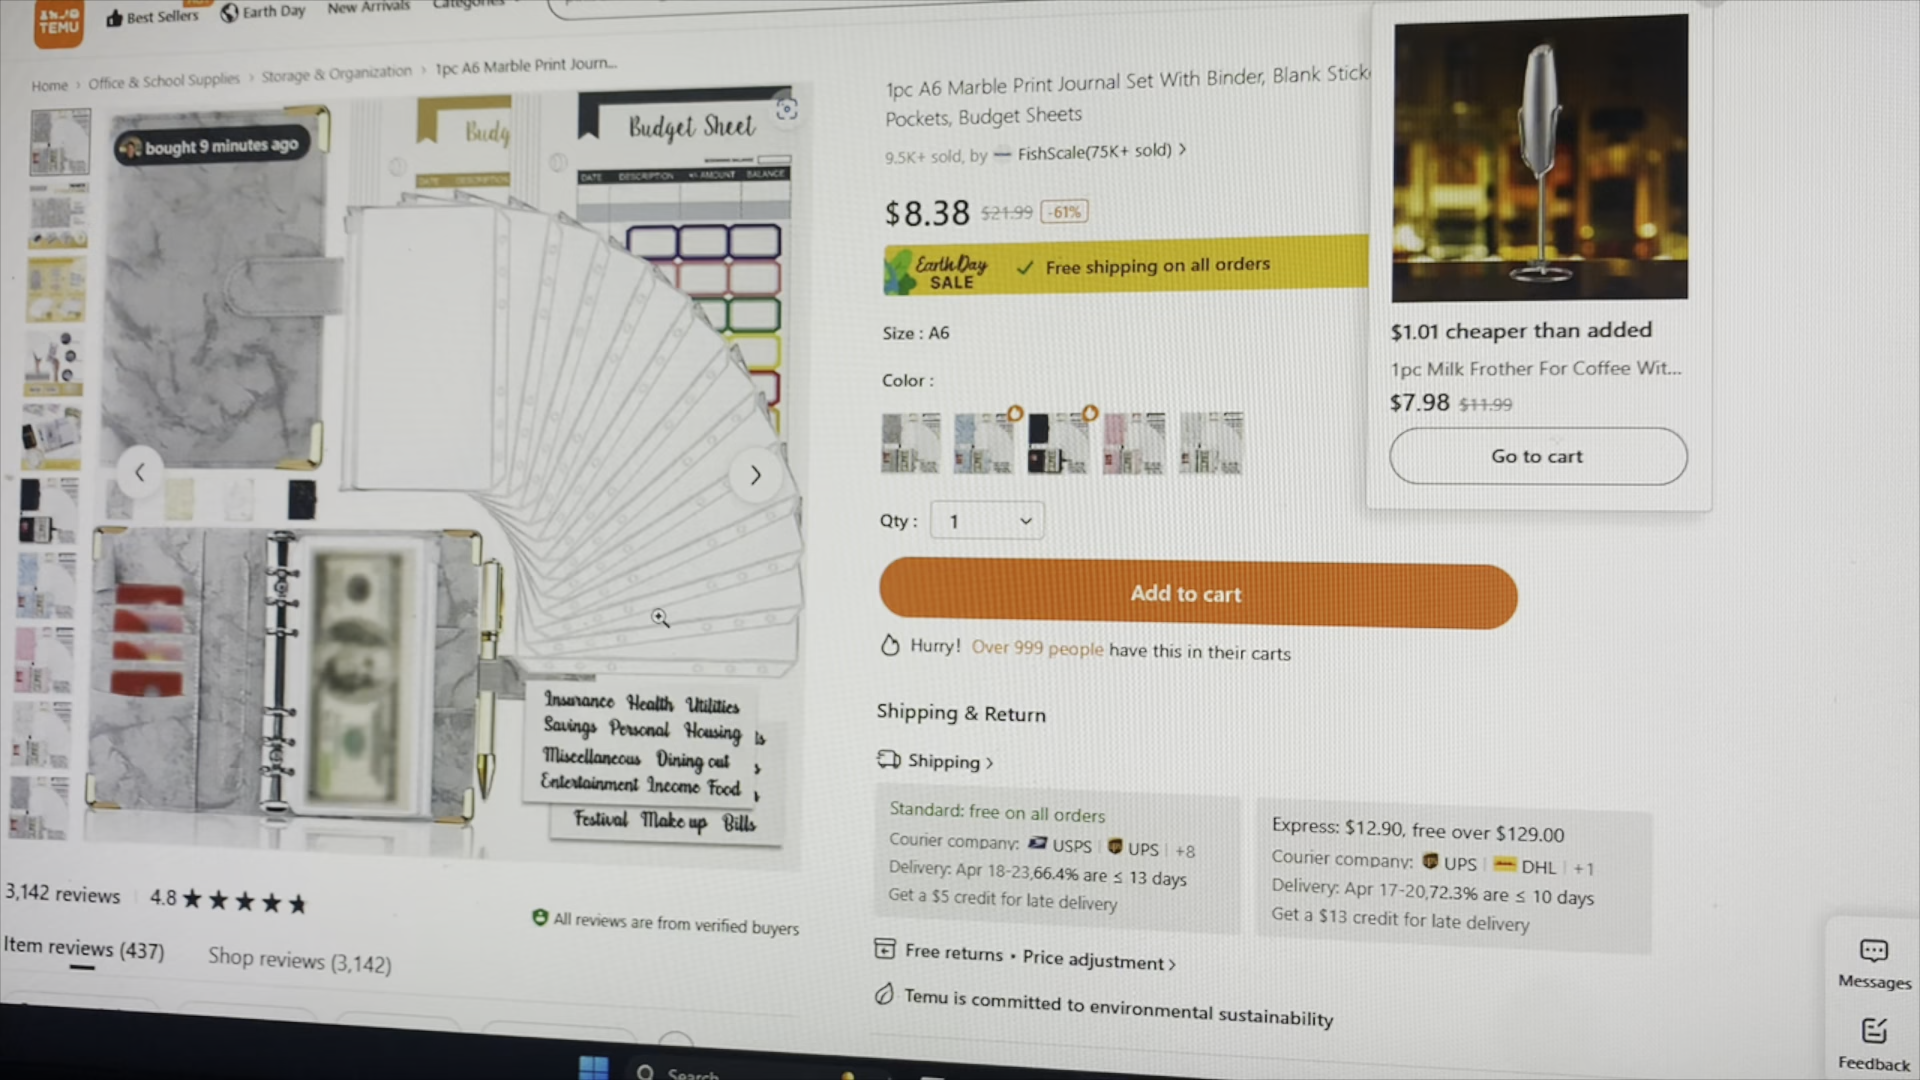 TEMU
Best Sellers
Earth Day
New Arrivals
Home > Office & School Supplies > Storage & Organization > 1pc A6 Marble Print Journ...
bought 9 minutes ago
Budg
Budget Sheet
DATE DESCRIPTION
DATE DESCRIPTION +/- AMOUNT BALANCE
Insurance Health Utilities
Savings Personal Housing
Miscellaneous Dining out
Entertainment Income Food
Festival Make up Bills
3,142 reviews 4.8
All reviews are from verified buyers
Item reviews (437) Shop reviews (3,142)
1pc A6 Marble Print Journal Set With Binder, Blank Sticke
Pockets, Budget Sheets
9.5K+ sold, by FishScale(75K+ sold) >
$8.38 $21.99 -61%
Earth Day
SALE
Free shipping on all orders
Size : A6
Color :
Qty : 1
Add to cart
Hurry! Over 999 people have this in their carts
Shipping & Return
Shipping >
Standard: free on all orders
Courier company: USPS | UPS | +8
Delivery: Apr 18-23,66.4% are ≤ 13 days
Get a $5 credit for late delivery
Express: $12.90, free over $129.00
Courier company: UPS | DHL | +1
Delivery: Apr 17-20,72.3% are ≤ 10 days
Get a $13 credit for late delivery
Free returns • Price adjustment >
Temu is committed to environmental sustainability
$1.01 cheaper than added
1pc Milk Frother For Coffee Wit...
$7.98 $11.99
Go to cart
Messages
Feedback
Search